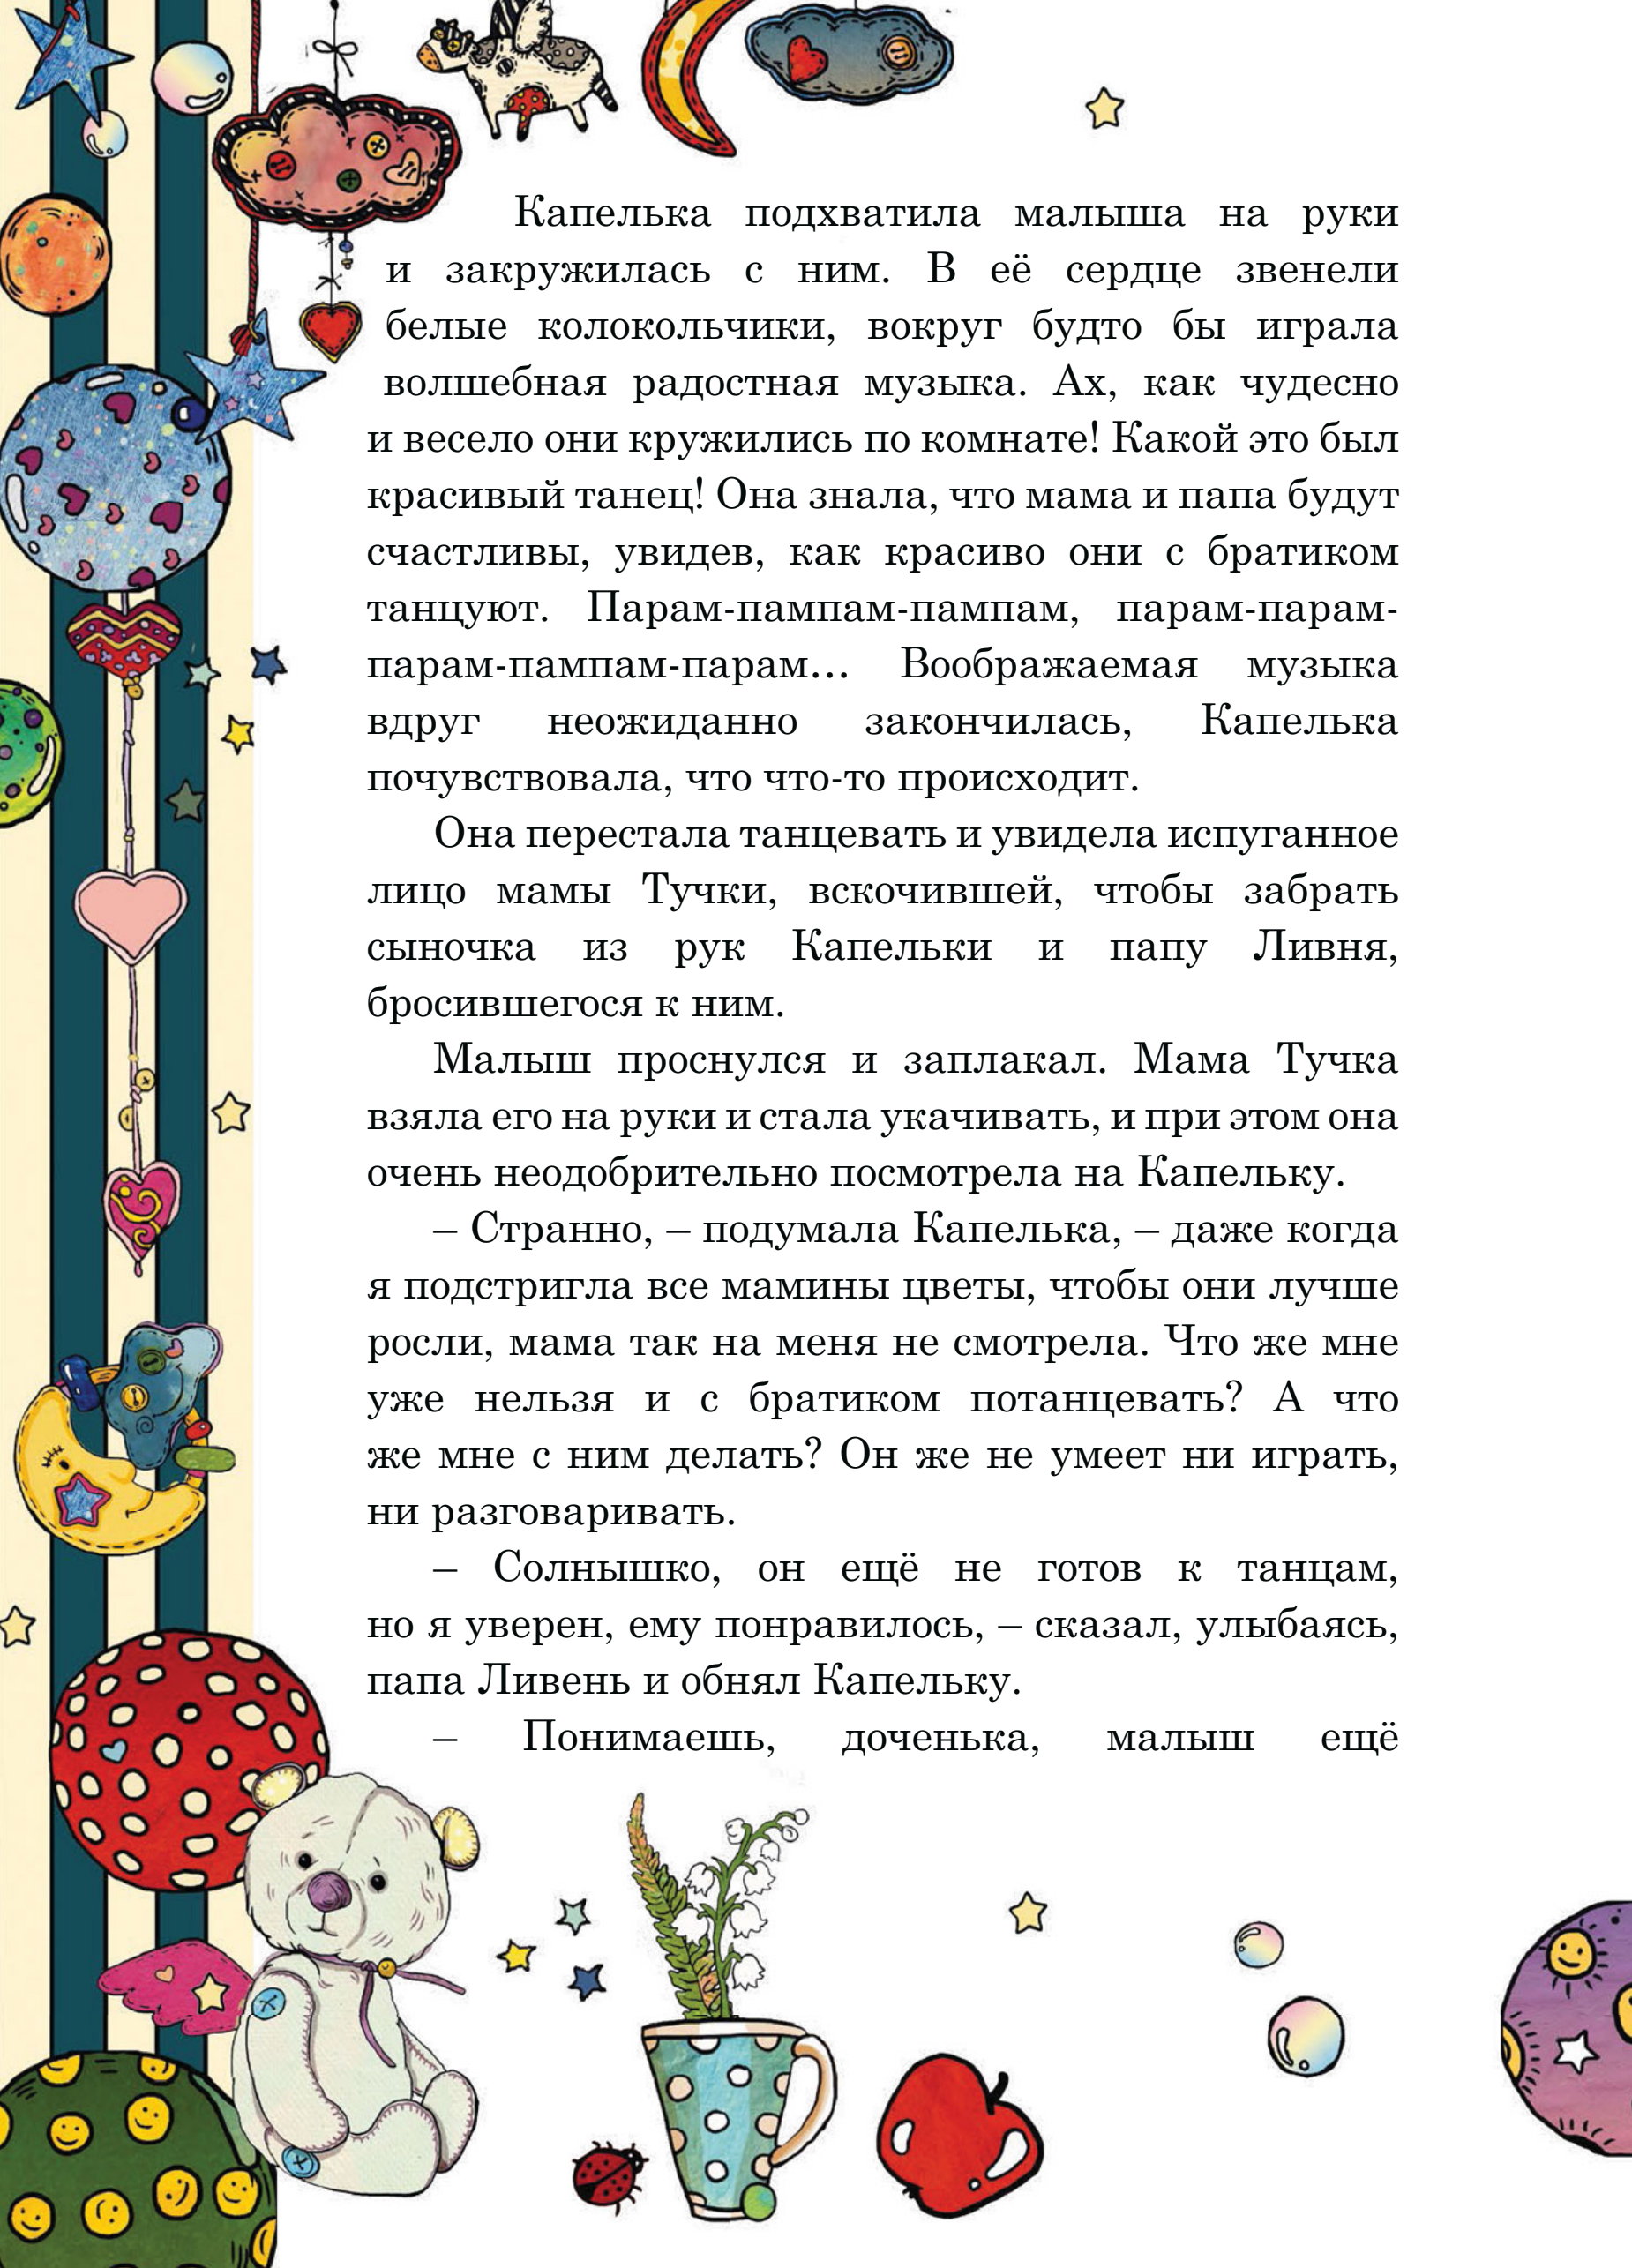 Капелька подхватила малыша на руки
и закружилась с ним. В её сердце звенели
белые колокольчики, вокруг будто бы играла
волшебная радостная музыка. Ах, как чудесно
и весело они кружились по комнате! Какой это был
красивый танец! Она знала, что мама и папа будут
счастливы, увидев, как красиво они с братиком
танцуют. Парам-пампам-пампам, парам-парам-
парам-пампам-парам... Воображаемая музыка
вдруг неожиданно закончилась, Капелька
почувствовала, что что-то происходит.
Она перестала танцевать и увидела испуганное
лицо мамы Тучки, вскочившей, чтобы забрать
сыночка из рук Капельки и папу Ливня,
бросившегося к ним.
Малыш проснулся и заплакал. Мама Тучка
взяла его на руки и стала укачивать, и при этом она
очень неодобрительно посмотрела на Капельку.
– Странно, – подумала Капелька, – даже когда
я подстригла все мамины цветы, чтобы они лучше
росли, мама так на меня не смотрела. Что же мне
уже нельзя и с братиком потанцевать? А что
же мне с ним делать? Он же не умеет ни играть,
ни разговаривать.
– Солнышко, он ещё не готов к танцам,
но я уверен, ему понравилось, – сказал, улыбаясь,
папа Ливень и обнял Капельку.
– Понимаешь, доченька, малыш ещё